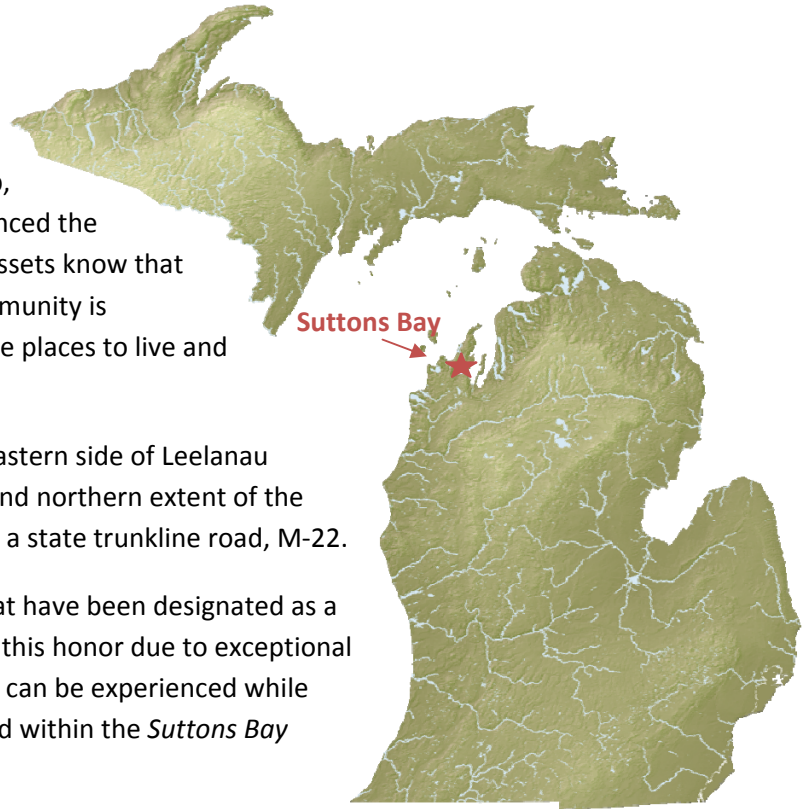 o,
nced the
ssets know that
munity is
e places to live and
Suttons Bay
astern side of Leelanau
nd northern extent of the
a state trunkline road, M-22.
at have been designated as a
this honor due to exceptional
can be experienced while
d within the Suttons Bay